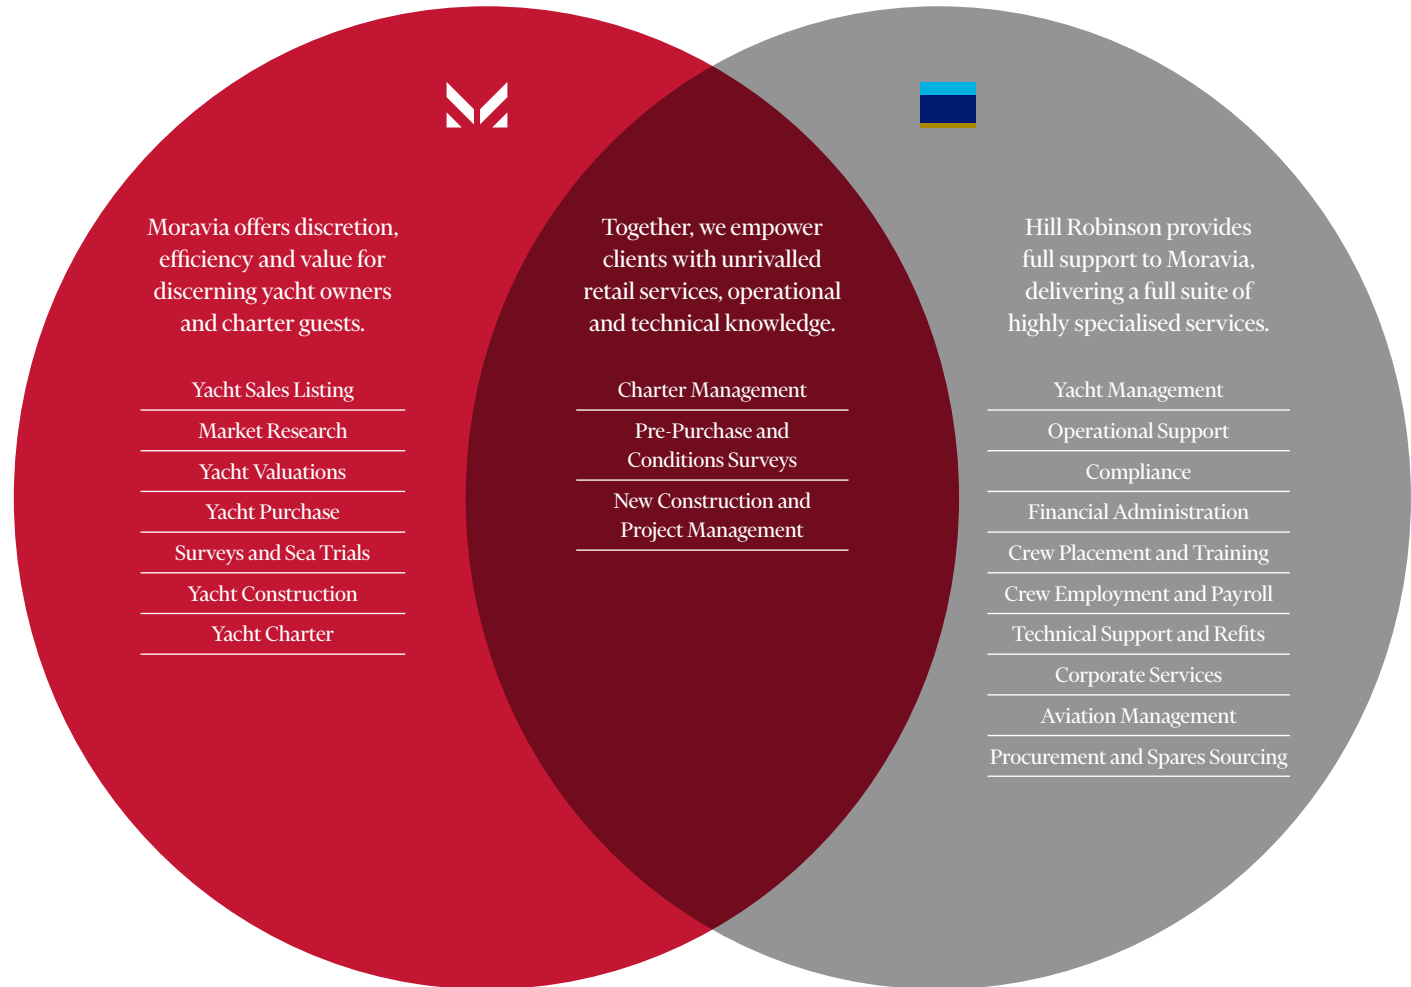 Moravia offers discretion,
efficiency and value for
discerning yacht owners
and charter guests.
Yacht Sales Listing
Market Research
Yacht Valuations
Yacht Purchase
Surveys and Sea Trials
Yacht Construction
Yacht Charter
Together, we empower
clients with unrivalled
retail services, operational
and technical knowledge.
Charter Management
Pre-Purchase and
Conditions Surveys
New Construction and
Project Management
Hill Robinson provides
full support to Moravia,
delivering a full suite of
highly specialised services.
Yacht Management
Operational Support
Compliance
Financial Administration
Crew Placement and Training
Crew Employment and Payroll
Technical Support and Refits
Corporate Services
Aviation Management
Procurement and Spares Sourcing